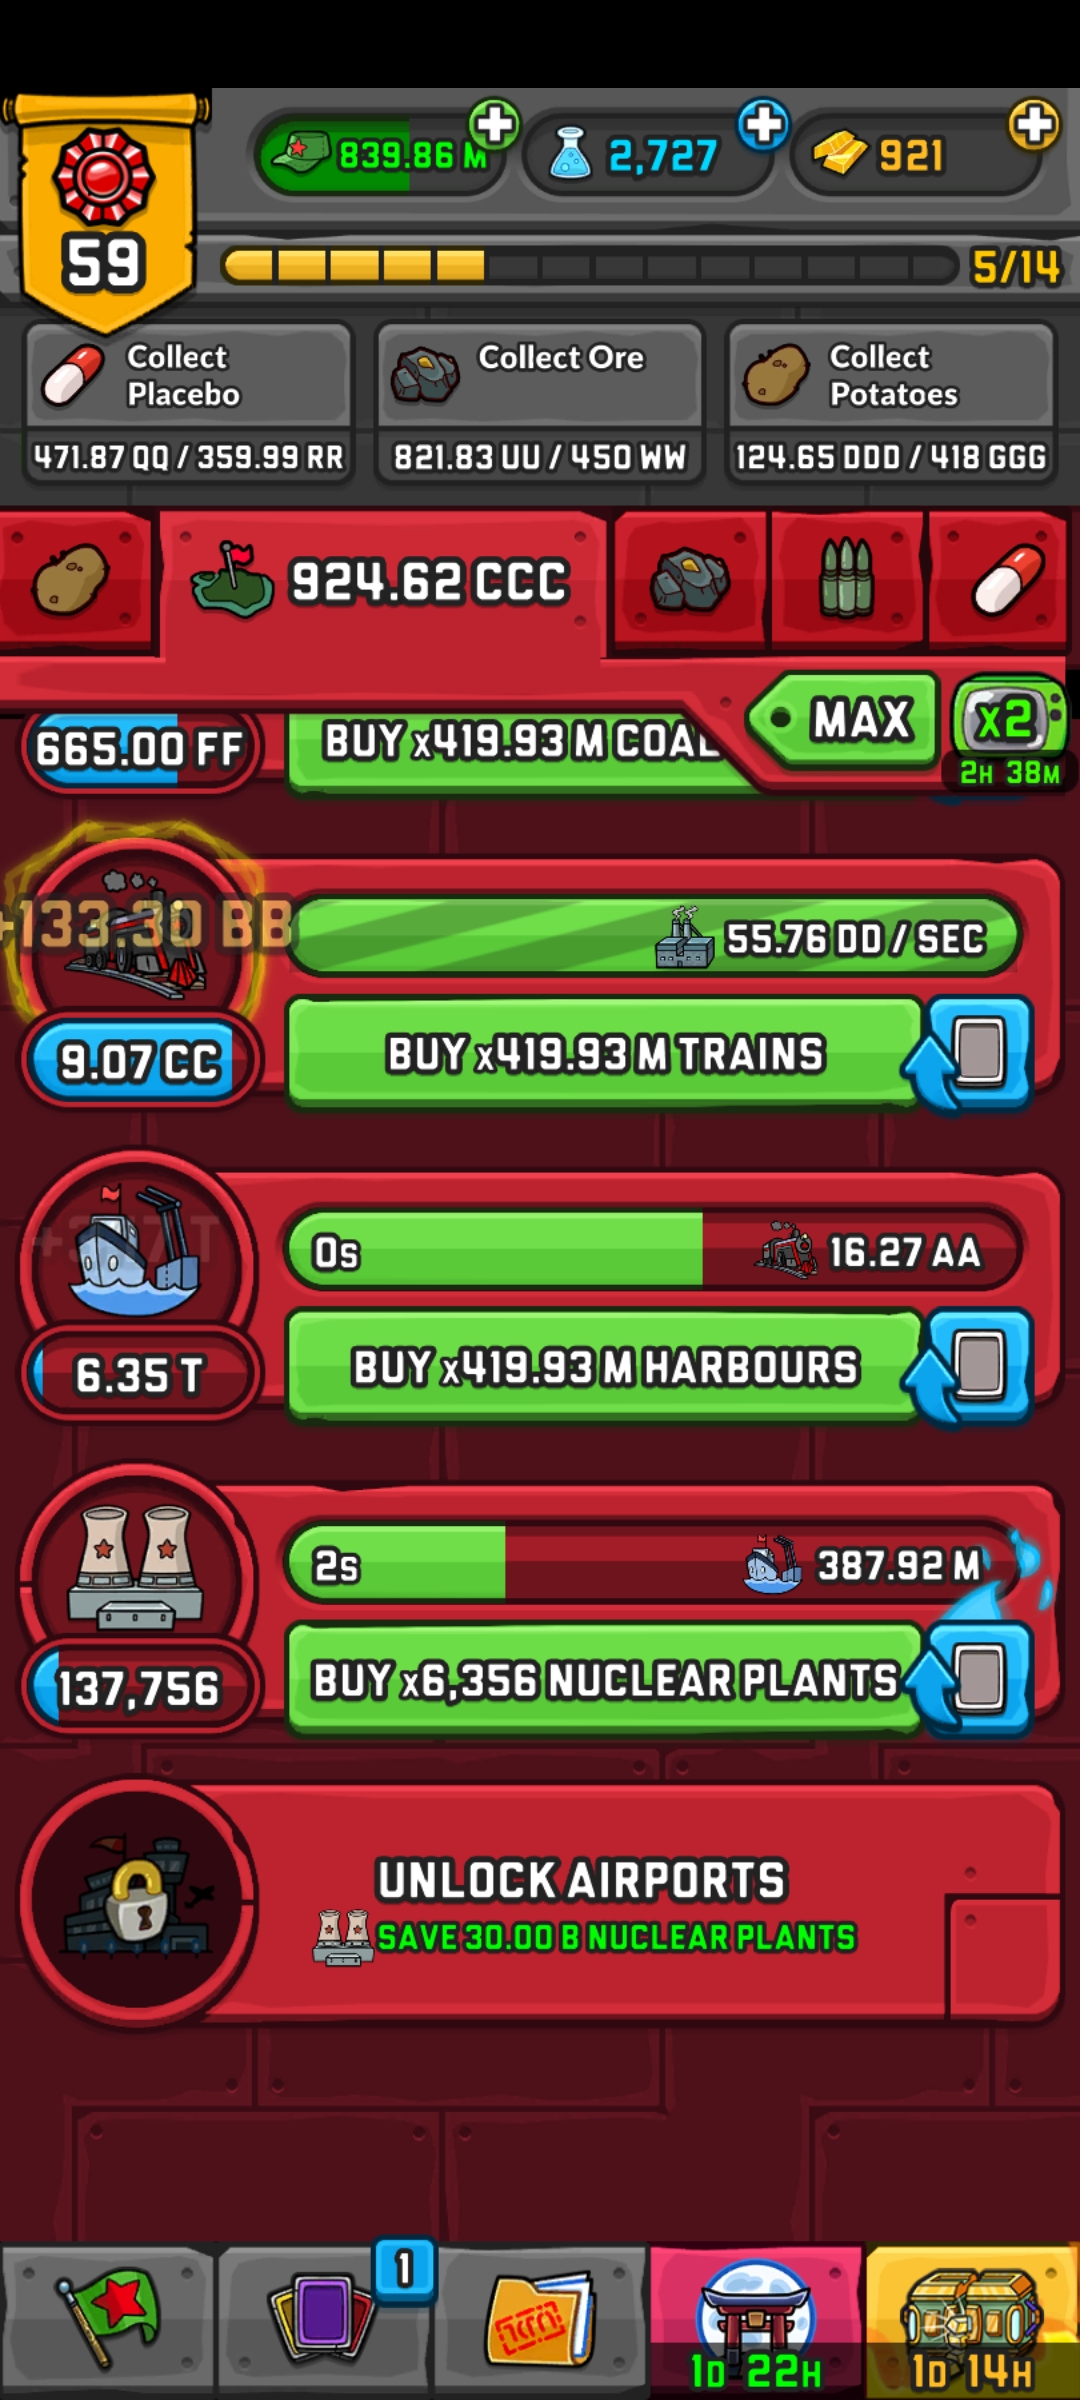 839.86 M
2,727
921
59
5/14
Collect
Placebo
471.87 QQ / 359.99 RR
Collect Ore
821.83 UU / 450 WW
Collect
Potatoes
124.65 DDD / 418 GGG
924.62 CCC
MAX
x2
2H 38M
665.00 FF
BUY x419.93 M COAL
+133.30 BB
55.76 DD / SEC
9.07 CC
BUY x419.93 M TRAINS
0s
16.27 AA
6.35 T
BUY x419.93 M HARBOURS
2s
387.92 M
137,756
BUY x6,356 NUCLEAR PLANTS
UNLOCK AIRPORTS
SAVE 30.00 B NUCLEAR PLANTS
1
1D 22H
1D 14H